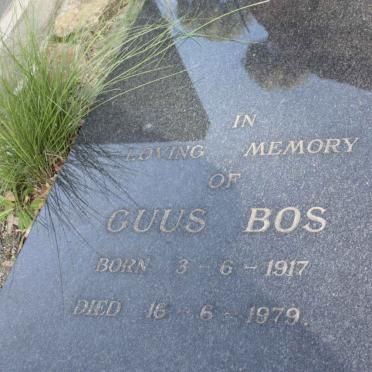 IN
LOVING MEMORY
OF
GUUS BOS
BORN 3-6-1917
DIED 16-6-1979.